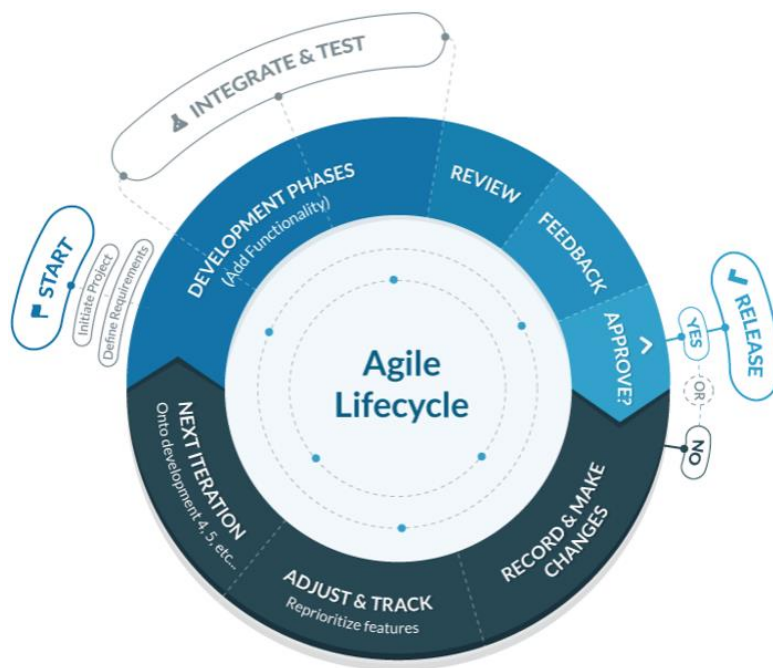 INTEGRATE & TEST
START
Initiate Project
Define Requirements
DEVELOPMENT PHASES
(Add Functionality)
REVIEW
FEEDBACK
APPROVE?
YES
OR
NO
RELEASE
Agile
Lifecycle
RECORD & MAKE
CHANGES
ADJUST & TRACK
Reprioritize features
NEXT ITERATION
Onto development 4, 5, etc...